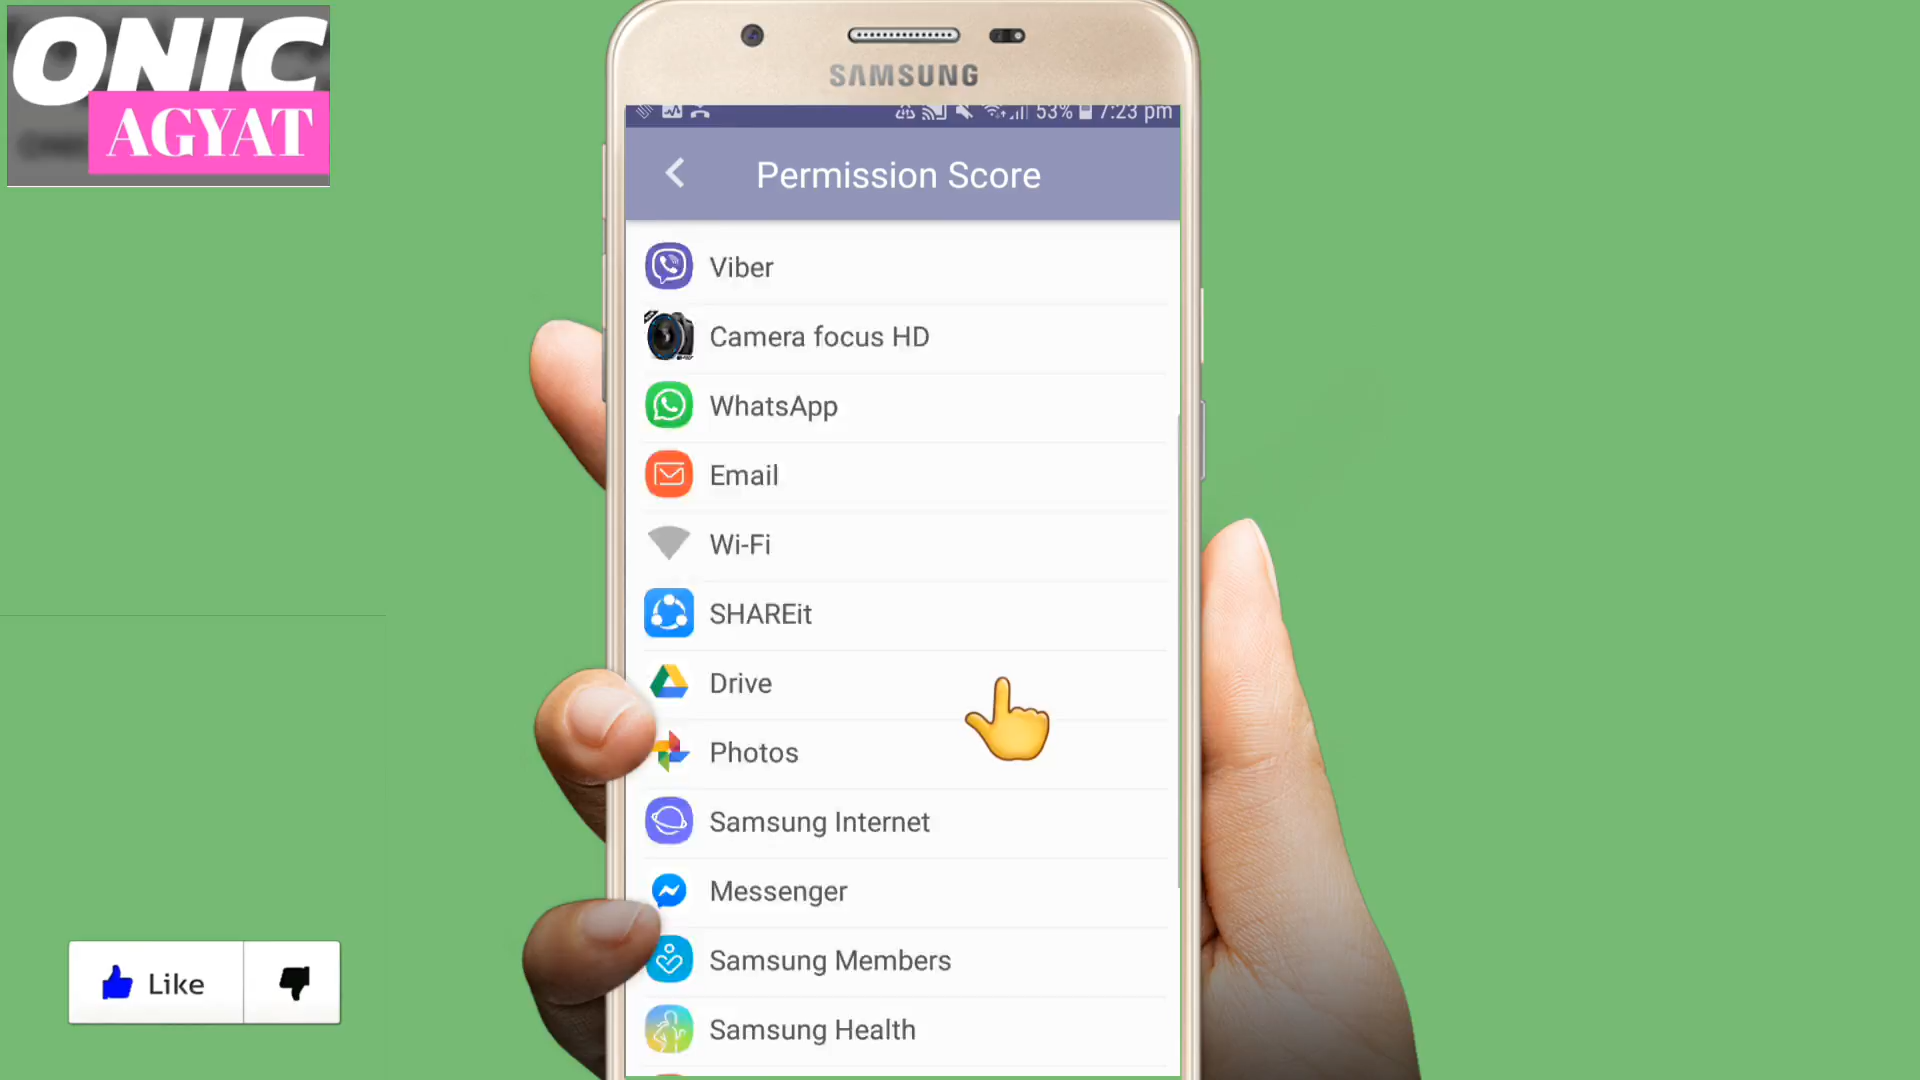 ONIC
AGYAT
SAMSUNG
53% 7:23 pm
Permission Score
Viber
Camera focus HD
WhatsApp
Email
Wi-Fi
SHAREit
Drive
Photos
Samsung Internet
Messenger
Samsung Members
Samsung Health
Like